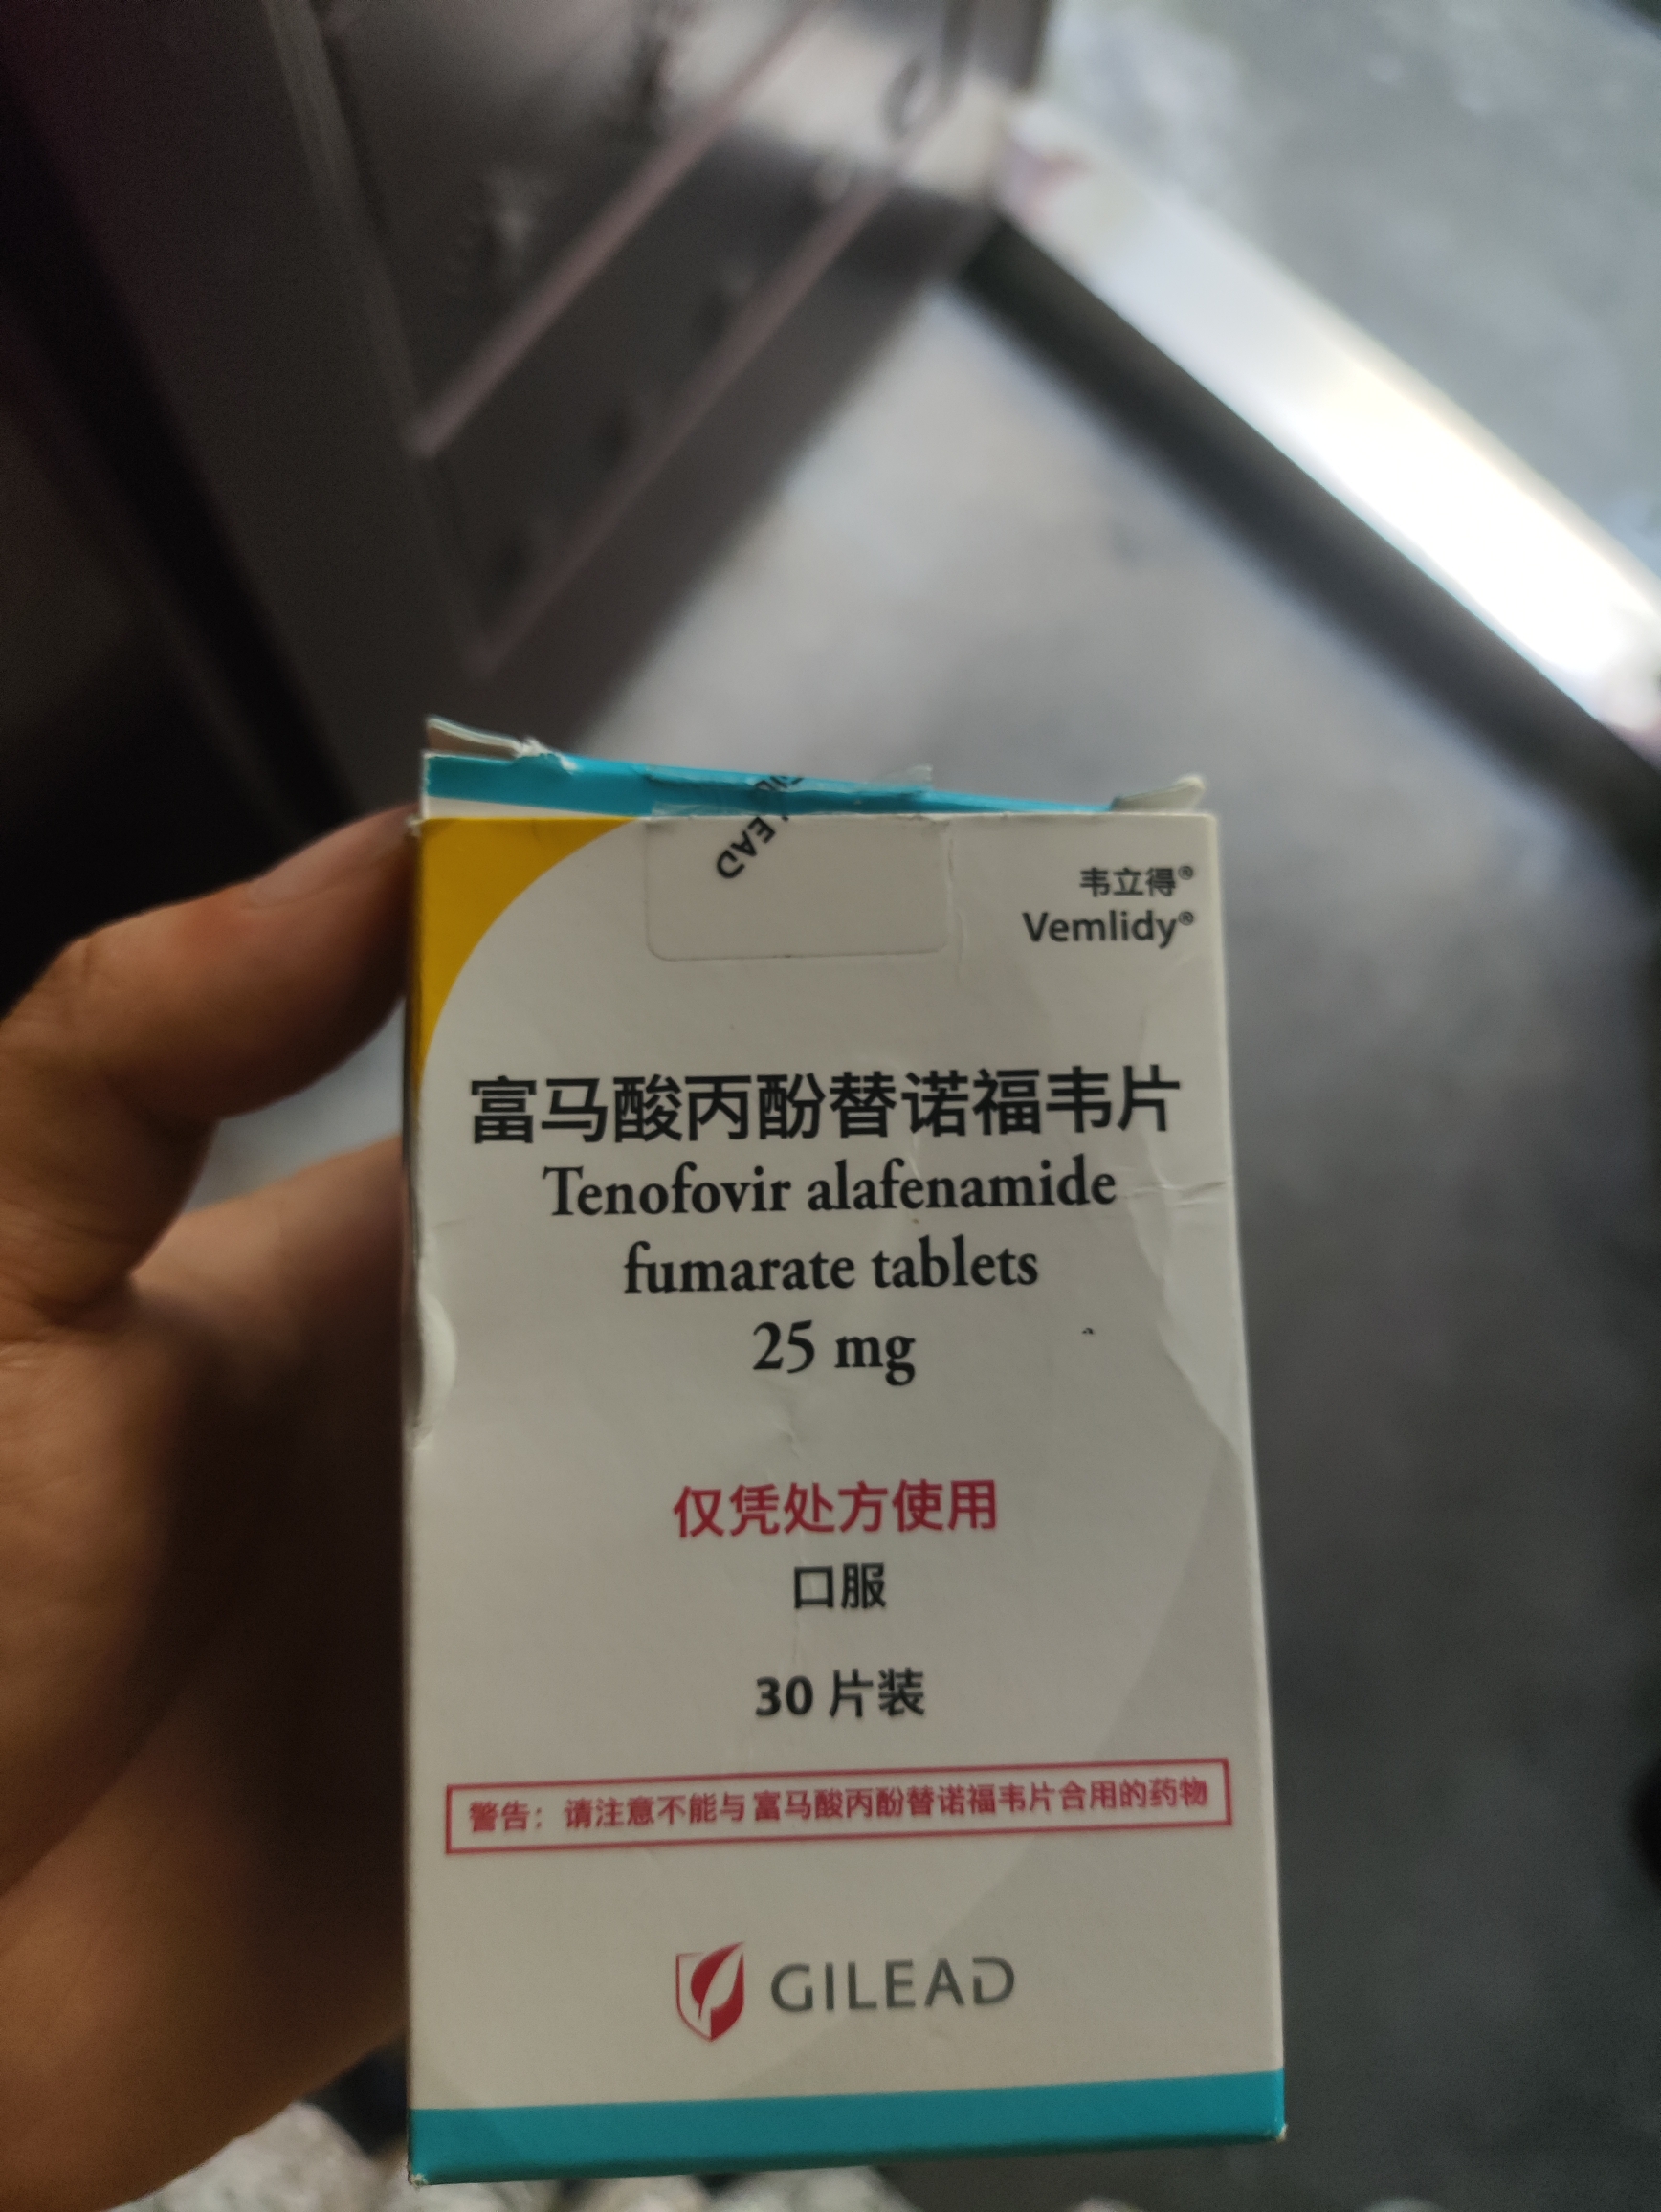 GILEAD
韦立得®
Vemlidy®
富马酸丙酚替诺福韦片
Tenofovir alafenamide
fumarate tablets
25 mg
仅凭处方使用
口服
30 片装
警告：请注意不能与富马酸丙酚替诺福韦片合用的药物
GILEAD